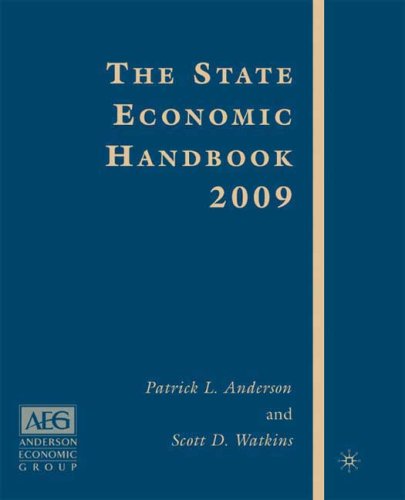 THE STATE
ECONOMIC
HANDBOOK
2009
Patrick L. Anderson
and
Scott D. Watkins
AEG
ANDERSON
ECONOMIC
GROUP